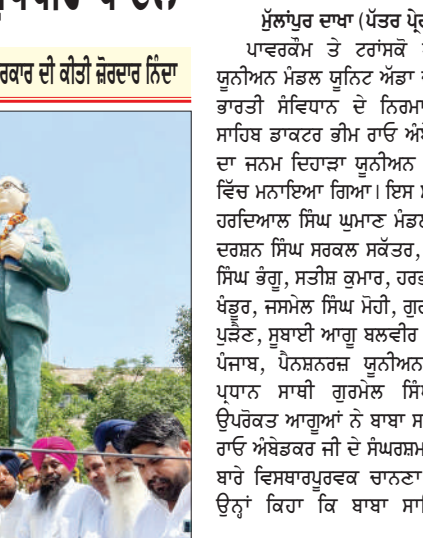 ਰਕਾਰ ਦੀ ਕੀਤੀ ਜ਼ੋਰਦਾਰ ਨਿੰਦਾ
ਮੁੱਲਾਂਪੁਰ ਦਾਖਾ (ਪੱਤਰ ਪ੍ਰੇ
ਪਾਵਰਕੌਮ ਤੇ ਟਰਾਂਸਕੋ
ਯੂਨੀਅਨ ਮੰਡਲ ਯੂਨਿਟ ਅੱਡਾ
ਭਾਰਤੀ ਸੰਵਿਧਾਨ ਦੇ ਨਿਰਮਾ
ਸਾਹਿਬ ਡਾਕਟਰ ਭੀਮ ਰਾਓ ਅੰਬੇ
ਦਾ ਜਨਮ ਦਿਹਾੜਾ ਯੂਨੀਅਨ
ਵਿੱਚ ਮਨਾਇਆ ਗਿਆ। ਇਸ
ਹਰਦਿਆਲ ਸਿੰਘ ਘੁਮਾਣ ਮੰਡਲ
ਦਰਸ਼ਨ ਸਿੰਘ ਸਰਕਲ ਸਕੱਤਰ,
ਸਿੰਘ ਭੰਗੂ, ਸਤੀਸ਼ ਕੁਮਾਰ, ਹਰਭ
ਖੰਡੂਰ, ਜਸਮੇਲ ਸਿੰਘ ਮੋਹੀ, ਗੁਰ
ਪੁੜੈਣ, ਸੂਬਾਈ ਆਗੂ ਬਲਵੀਰ
ਪੰਜਾਬ, ਪੈਨਸ਼ਨਰਜ਼ ਯੂਨੀਅਨ
ਪ੍ਰਧਾਨ ਸਾਥੀ ਗੁਰਮੇਲ ਸਿੰ
ਉਪਰੋਕਤ ਆਗੂਆਂ ਨੇ ਬਾਬਾ ਸ
ਰਾਓ ਅੰਬੇਡਕਰ ਜੀ ਦੇ ਸੰਘਰਸ਼ਮ
ਬਾਰੇ ਵਿਸਥਾਰਪੂਰਵਕ ਚਾਨਣਾ
ਉਨ੍ਹਾਂ ਕਿਹਾ ਕਿ ਬਾਬਾ ਸਾਹਿ